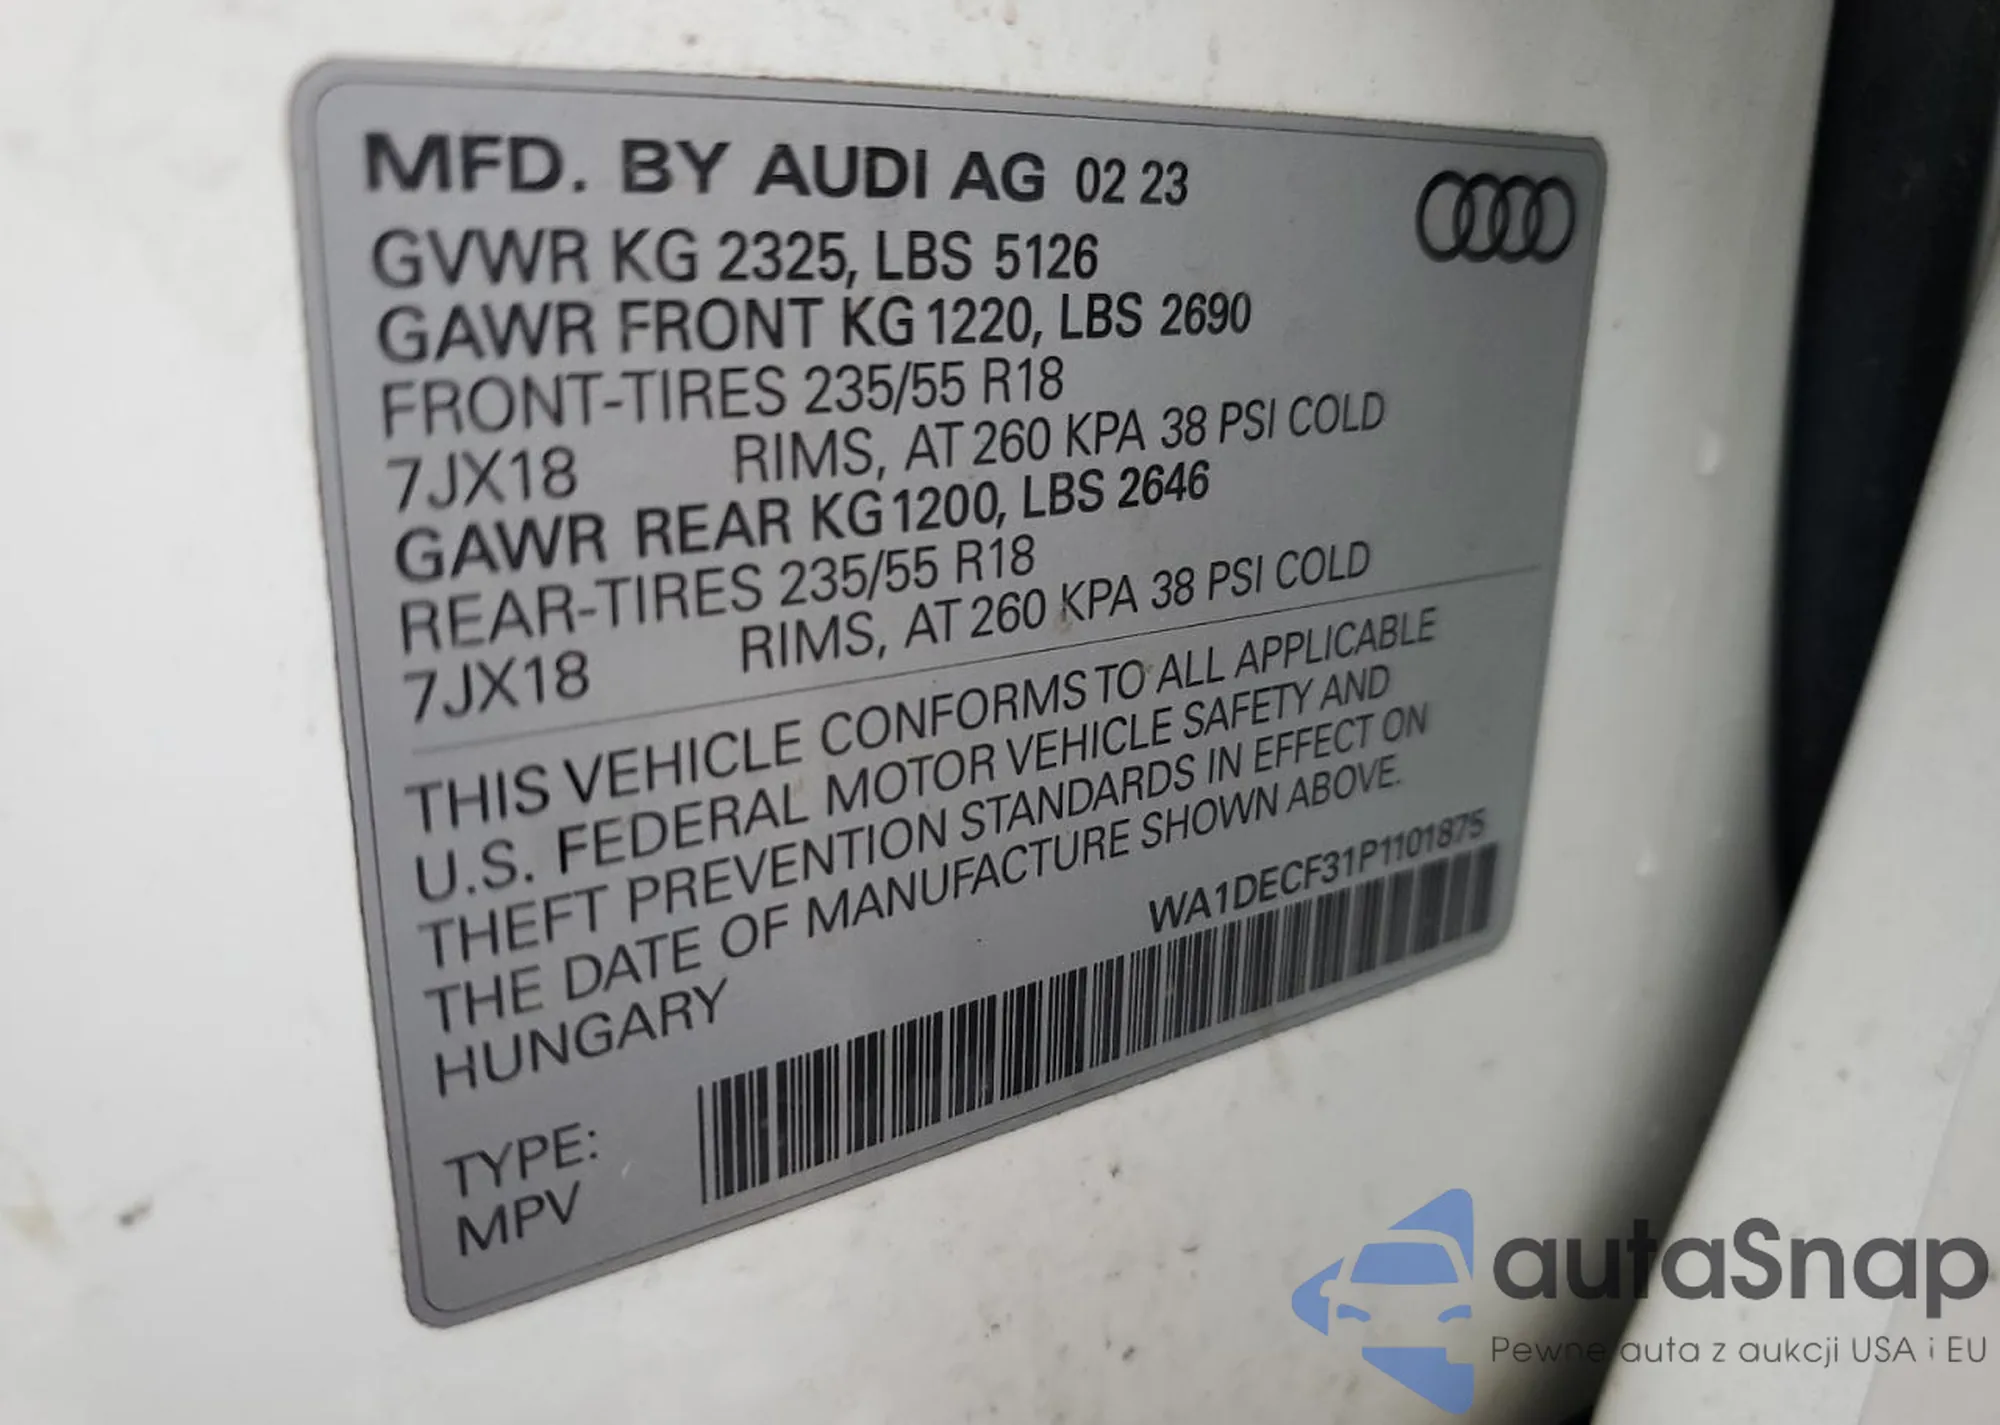 MFD. BY AUDI AG 02 23
GVWR KG 2325, LBS 5126
GAWR FRONT KG 1220, LBS 2690
FRONT-TIRES 235/55 R18
7JX18 RIMS, AT 260 KPA 38 PSI COLD
GAWR REAR KG 1200, LBS 2646
REAR-TIRES 235/55 R18
7JX18 RIMS, AT 260 KPA 38 PSI COLD
THIS VEHICLE CONFORMS TO ALL APPLICABLE
U.S. FEDERAL MOTOR VEHICLE SAFETY AND
THEFT PREVENTION STANDARDS IN EFFECT ON
THE DATE OF MANUFACTURE SHOWN ABOVE.
HUNGARY
WA1DECF31P1101875
TYPE:
MPV
autaSnap
Pewne auta z aukcji USA i EU